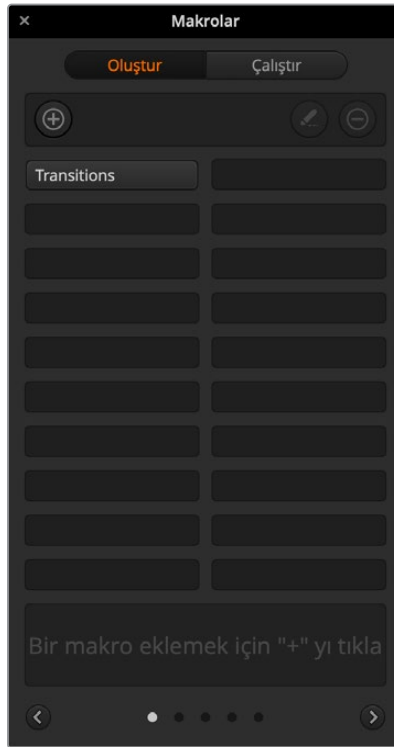 Makrolar
Oluştur
Çalıştır
Transitions
Bir makro eklemek için "+" yı tıkla